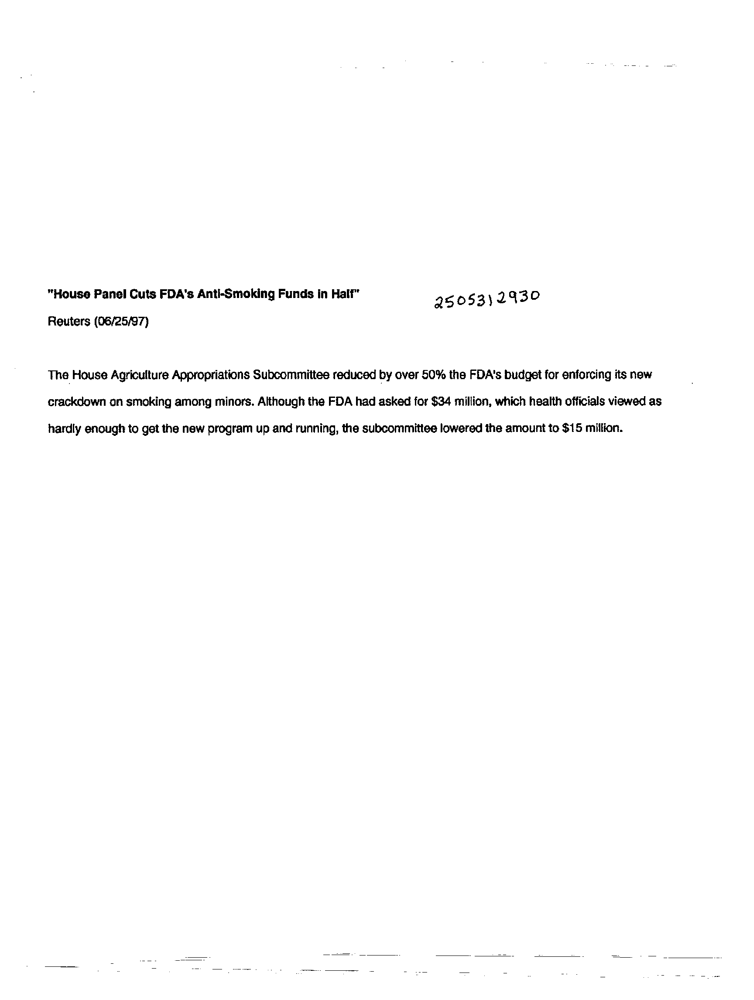 "House Panel Cuts FDA's Anti-Smoking Funds in Half"
2505312930
Reuters (06/25/97)
The House Agriculture Appropriations Subcommittee reduced by over 50% the FDA's budget for enforcing its new
crackdown on smoking among minors. Although the FDA had asked for $34 million, which health officials viewed as
hardly enough to get the new program up and running, the subcommittee lowered the amount to $15 million.